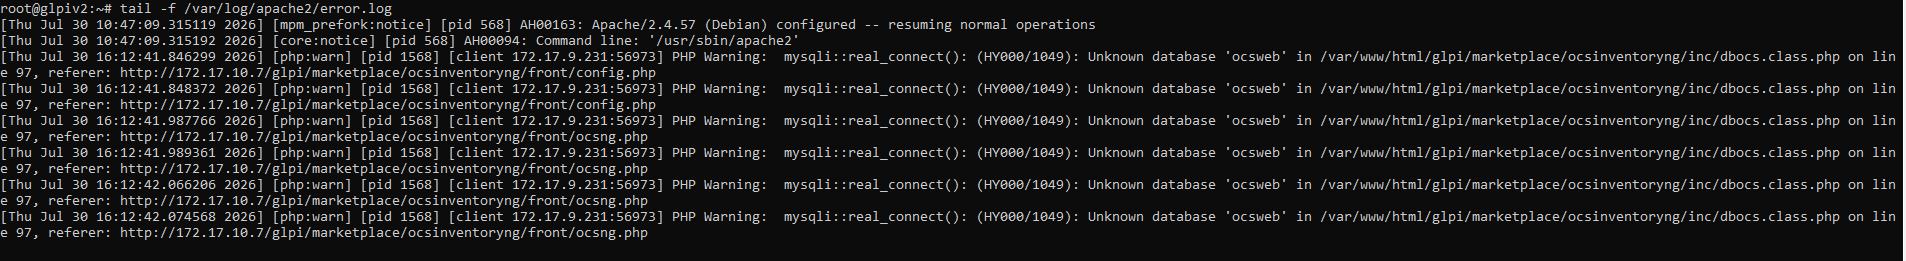 root@glpiv2:~# tail -f /var/log/apache2/error.log
[Thu Jul 30 10:47:09.315119 2026] [mpm_prefork:notice] [pid 568] AH00163: Apache/2.4.57 (Debian) configured -- resuming normal operations
[Thu Jul 30 10:47:09.315192 2026] [core:notice] [pid 568] AH00094: Command line: '/usr/sbin/apache2'
[Thu Jul 30 16:12:41.846299 2026] [php:warn] [pid 1568] [client 172.17.9.231:56973] PHP Warning:  mysqli::real_connect(): (HY000/1049): Unknown database 'ocsweb' in /var/www/html/glpi/marketplace/ocsinventoryng/inc/dbocs.class.php on lin
e 97, referer: http://172.17.10.7/glpi/marketplace/ocsinventoryng/front/config.php
[Thu Jul 30 16:12:41.848372 2026] [php:warn] [pid 1568] [client 172.17.9.231:56973] PHP Warning:  mysqli::real_connect(): (HY000/1049): Unknown database 'ocsweb' in /var/www/html/glpi/marketplace/ocsinventoryng/inc/dbocs.class.php on lin
e 97, referer: http://172.17.10.7/glpi/marketplace/ocsinventoryng/front/config.php
[Thu Jul 30 16:12:41.987766 2026] [php:warn] [pid 1568] [client 172.17.9.231:56973] PHP Warning:  mysqli::real_connect(): (HY000/1049): Unknown database 'ocsweb' in /var/www/html/glpi/marketplace/ocsinventoryng/inc/dbocs.class.php on lin
e 97, referer: http://172.17.10.7/glpi/marketplace/ocsinventoryng/front/ocsng.php
[Thu Jul 30 16:12:41.989361 2026] [php:warn] [pid 1568] [client 172.17.9.231:56973] PHP Warning:  mysqli::real_connect(): (HY000/1049): Unknown database 'ocsweb' in /var/www/html/glpi/marketplace/ocsinventoryng/inc/dbocs.class.php on lin
e 97, referer: http://172.17.10.7/glpi/marketplace/ocsinventoryng/front/ocsng.php
[Thu Jul 30 16:12:42.066206 2026] [php:warn] [pid 1568] [client 172.17.9.231:56973] PHP Warning:  mysqli::real_connect(): (HY000/1049): Unknown database 'ocsweb' in /var/www/html/glpi/marketplace/ocsinventoryng/inc/dbocs.class.php on lin
e 97, referer: http://172.17.10.7/glpi/marketplace/ocsinventoryng/front/ocsng.php
[Thu Jul 30 16:12:42.074568 2026] [php:warn] [pid 1568] [client 172.17.9.231:56973] PHP Warning:  mysqli::real_connect(): (HY000/1049): Unknown database 'ocsweb' in /var/www/html/glpi/marketplace/ocsinventoryng/inc/dbocs.class.php on lin
e 97, referer: http://172.17.10.7/glpi/marketplace/ocsinventoryng/front/ocsng.php